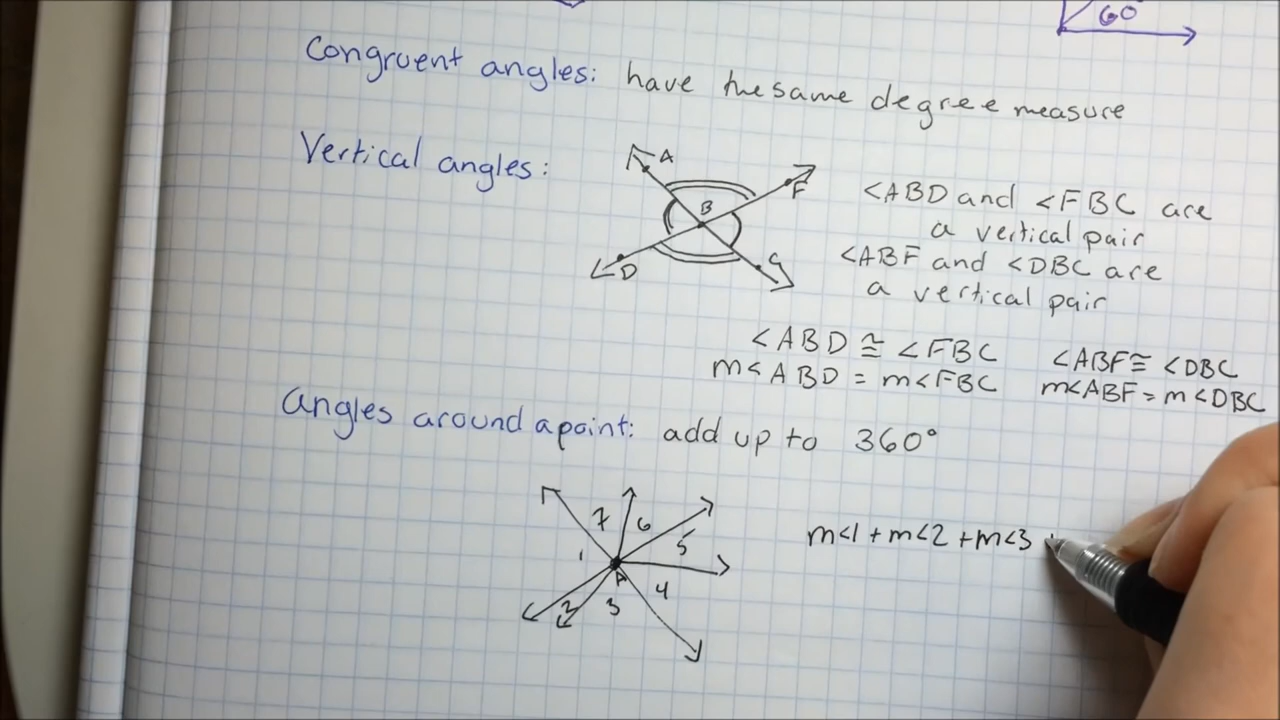 60
Congruent angles: have the same degree measure
Vertical angles:
A
F
B
D
C
<ABD and <FBC are
a vertical pair
<ABF and <DBC are
a vertical pair
<ABD ≅ <FBC
m<ABD = m<FBC
<ABF ≅ <DBC
m<ABF = m<DBC
angles around a point: add up to 360°
7
6
5
1
A
4
2
3
m<1 + m<2 + m<3